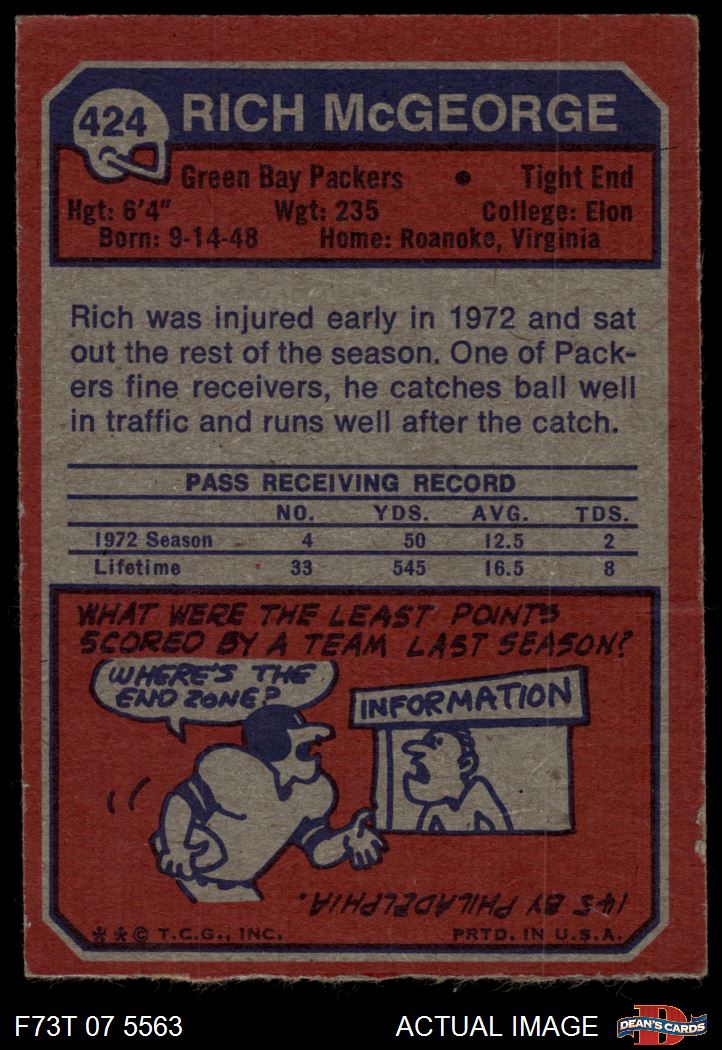 424
RICH McGEORGE
Green Bay Packers • Tight End
Hgt: 6'4" Wgt: 235 College: Elon
Born: 9-14-48 Home: Roanoke, Virginia
Rich was injured early in 1972 and sat
out the rest of the season. One of Pack-
ers fine receivers, he catches ball well
in traffic and runs well after the catch.
PASS RECEIVING RECORD
NO. YDS. AVG. TDS.
1972 Season 4 50 12.5 2
Lifetime 33 545 16.5 8
WHAT WERE THE LEAST POINTS
SCORED BY A TEAM LAST SEASON?
WHERE'S THE
END ZONE?
INFORMATION
145 BY PHILADELPHIA.
**© T.C.G., INC. PRTD. IN U.S.A.
F73T 07 5563 ACTUAL IMAGE
D
DEAN'S CARDS